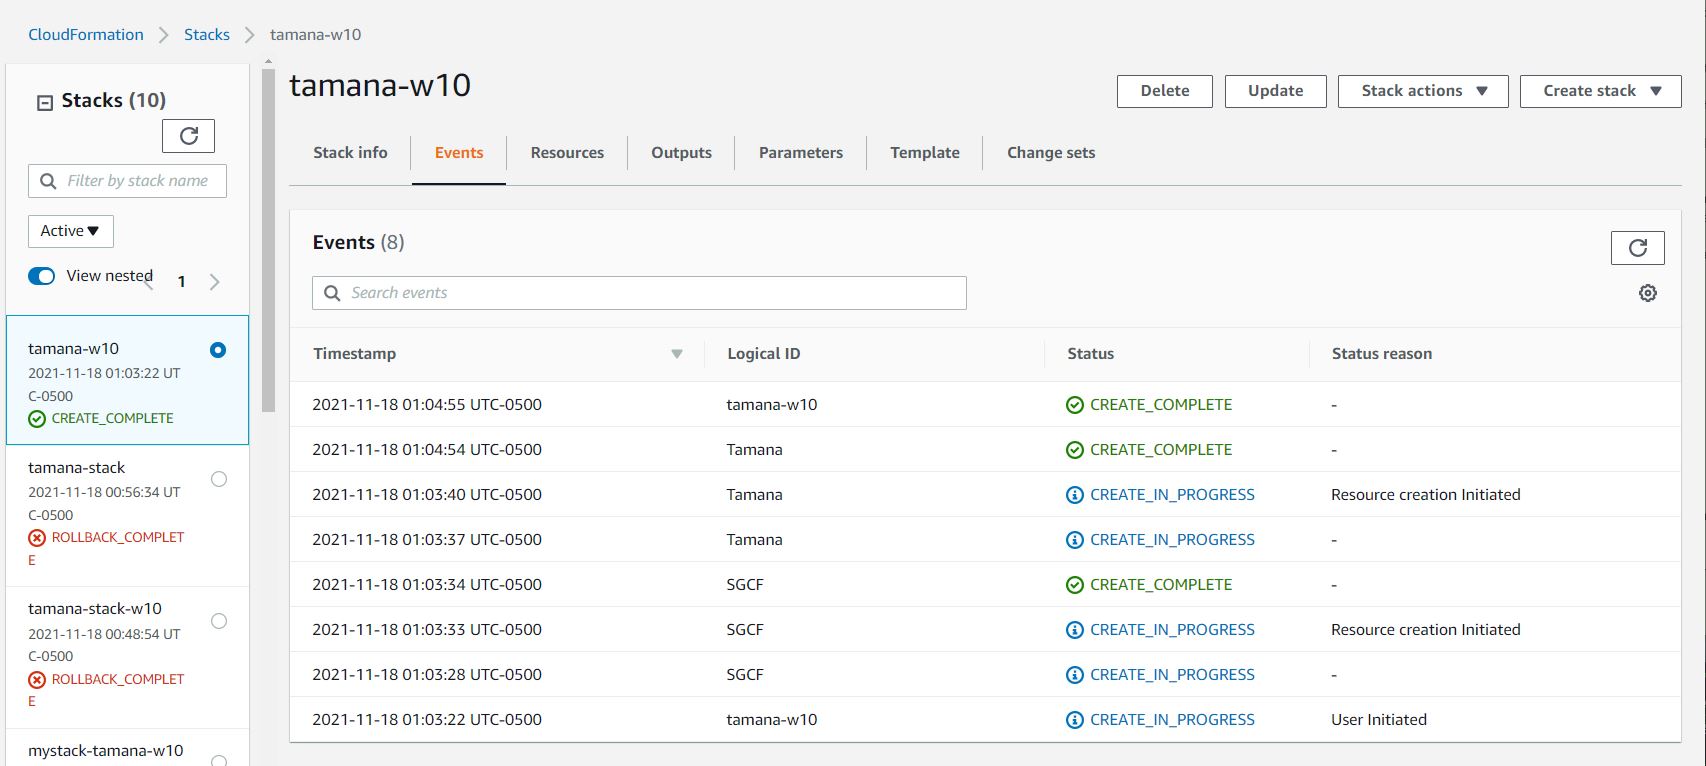 CloudFormation Stacks tamana-w10
Stacks (10)
Filter by stack name
Active
View nested 1
tamana-w10
2021-11-18 01:03:22 UT
C-0500
CREATE_COMPLETE
tamana-stack
2021-11-18 00:56:34 UT
C-0500
ROLLBACK_COMPLET
E
tamana-stack-w10
2021-11-18 00:48:54 UT
C-0500
ROLLBACK_COMPLET
E
mystack-tamana-w10
tamana-w10
Delete Update Stack actions Create stack
Stack info Events Resources Outputs Parameters Template Change sets
Events (8)
Search events
Timestamp Logical ID Status Status reason
2021-11-18 01:04:55 UTC-0500 tamana-w10 CREATE_COMPLETE -
2021-11-18 01:04:54 UTC-0500 Tamana CREATE_COMPLETE -
2021-11-18 01:03:40 UTC-0500 Tamana CREATE_IN_PROGRESS Resource creation Initiated
2021-11-18 01:03:37 UTC-0500 Tamana CREATE_IN_PROGRESS -
2021-11-18 01:03:34 UTC-0500 SGCF CREATE_COMPLETE -
2021-11-18 01:03:33 UTC-0500 SGCF CREATE_IN_PROGRESS Resource creation Initiated
2021-11-18 01:03:28 UTC-0500 SGCF CREATE_IN_PROGRESS -
2021-11-18 01:03:22 UTC-0500 tamana-w10 CREATE_IN_PROGRESS User Initiated